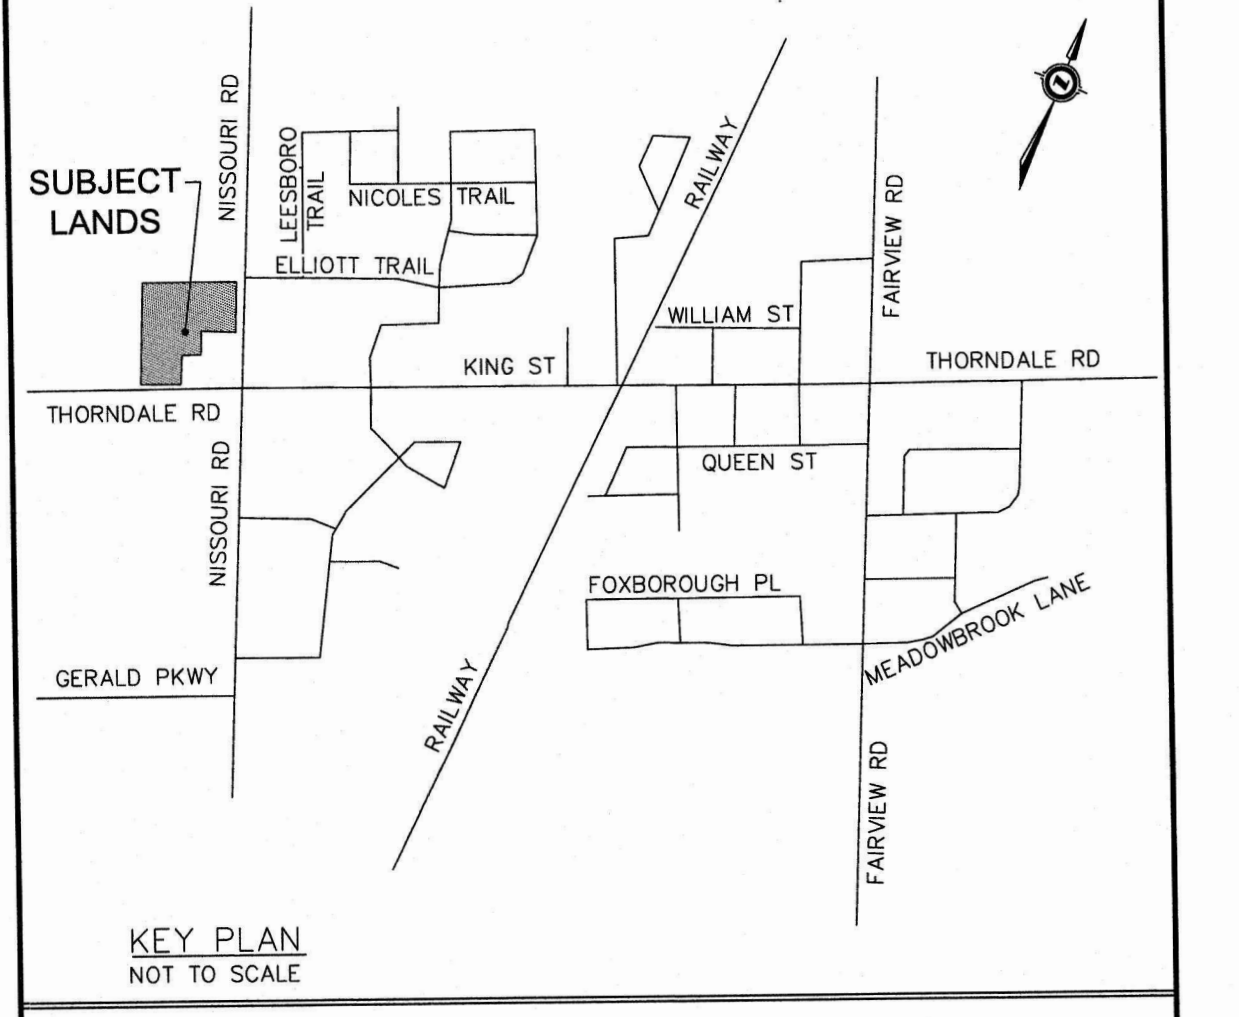 NISSOURI RD
RAILWAY
LEESBORO
TRAIL
SUBJECT
LANDS
NICOLES TRAIL
FAIRVIEW RD
ELLIOTT TRAIL
WILLIAM ST
KING ST
THORNDALE RD
THORNDALE RD
NISSOURI RD
QUEEN ST
FOXBOROUGH PL
MEADOWBROOK LANE
GERALD PKWY
RAILWAY
FAIRVIEW RD
KEY PLAN
NOT TO SCALE
Z